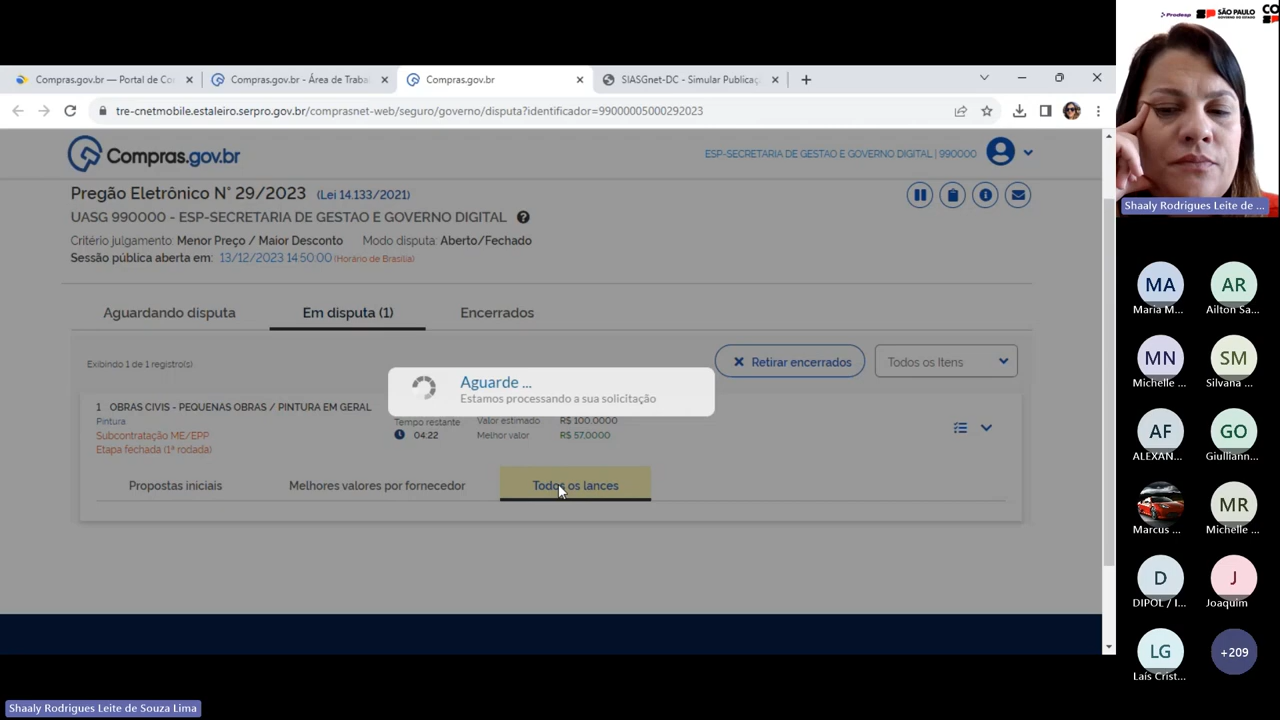 Prodesp
SÃO PAULO
GOVERNO DO ESTADO
CO
Compras.gov.br — Portal de Co
Compras.gov.br - Área de Traba
Compras.gov.br
SIASGnet-DC - Simular Publicaç
tre-cnetmobile.estaleiro.serpro.gov.br/comprasnet-web/seguro/governo/disputa?identificador=99000005000292023
Compras.gov.br
ESP-SECRETARIA DE GESTAO E GOVERNO DIGITAL | 990000
Pregão Eletrônico N° 29/2023 (Lei 14.133/2021)
UASG 990000 - ESP-SECRETARIA DE GESTAO E GOVERNO DIGITAL ?
Critério julgamento: Menor Preço / Maior Desconto Modo disputa: Aberto/Fechado
Sessão pública aberta em: 13/12/2023 14:50:00 (Horário de Brasília)
Aguardando disputa
Em disputa (1)
Encerrados
Exibindo 1 de 1 registro(s)
Retirar encerrados
Todos os Itens
Aguarde ...
Estamos processando a sua solicitação
1 OBRAS CIVIS - PEQUENAS OBRAS / PINTURA EM GERAL
Pintura
Subcontratação ME/EPP
Etapa fechada (1ª rodada)
Tempo restante
04:22
Valor estimado R$ 100,0000
Melhor valor R$ 57,0000
Propostas iniciais
Melhores valores por fornecedor
Todos os lances
Shaaly Rodrigues Leite de ...
MA
Maria M...
AR
Ailton Sa...
MN
Michelle ...
SM
Silvana ...
AF
ALEXAN...
GO
Giulliann...
Marcus ...
MR
Michelle ...
D
DIPOL / I...
J
Joaquim
LG
Laís Crist...
+209
Shaaly Rodrigues Leite de Souza Lima